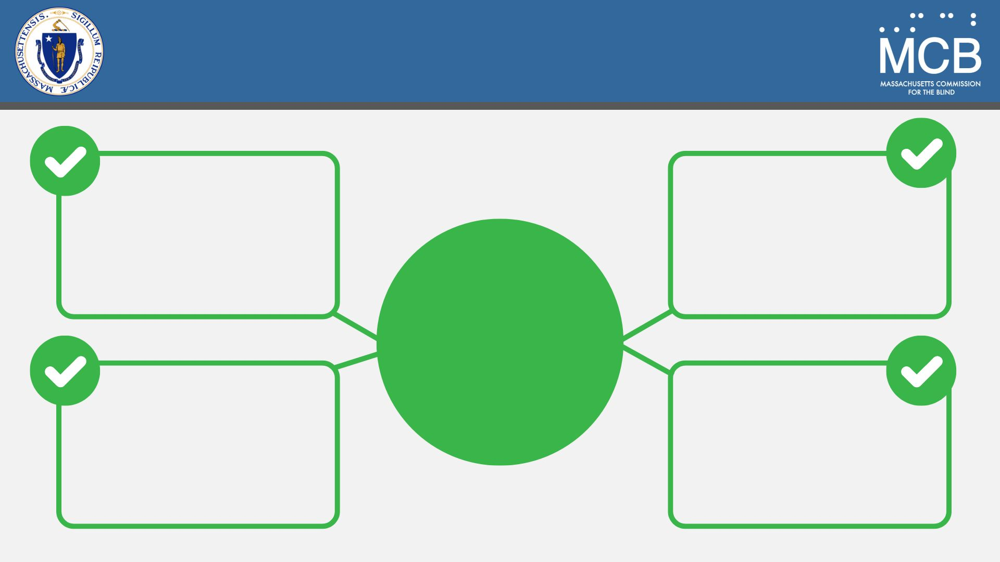 SIGILLUM REIPUBLICÆ MASSACHUSETTENSIS.
MCB
MASSACHUSETTS COMMISSION
FOR THE BLIND